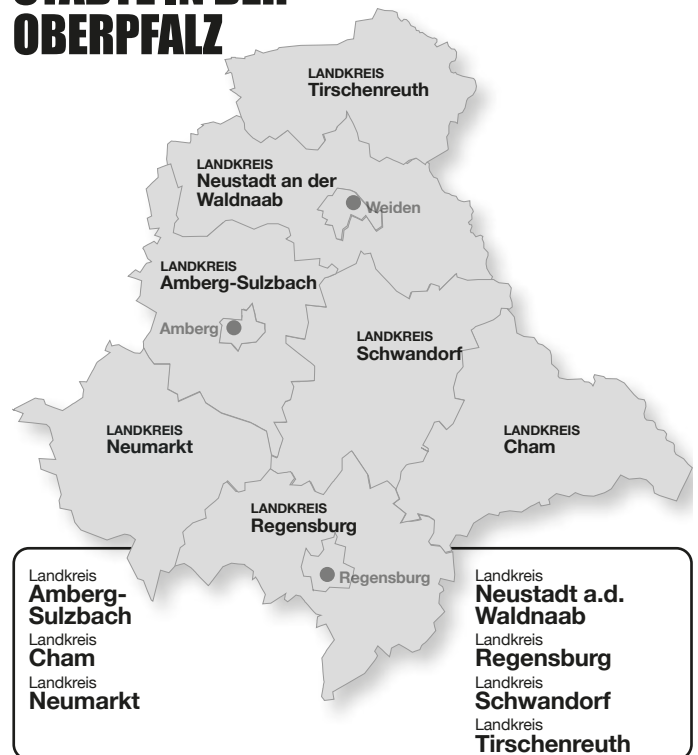 OBERPFALZ
LANDKREIS
Tirschenreuth
LANDKREIS
Neustadt an der
Waldnaab
Weiden
LANDKREIS
Amberg-Sulzbach
Amberg
LANDKREIS
Schwandorf
LANDKREIS
Neumarkt
LANDKREIS
Cham
LANDKREIS
Regensburg
Regensburg
Landkreis
Amberg-
Sulzbach
Landkreis
Cham
Landkreis
Neumarkt
Landkreis
Neustadt a.d.
Waldnaab
Landkreis
Regensburg
Landkreis
Schwandorf
Landkreis
Tirschenreuth